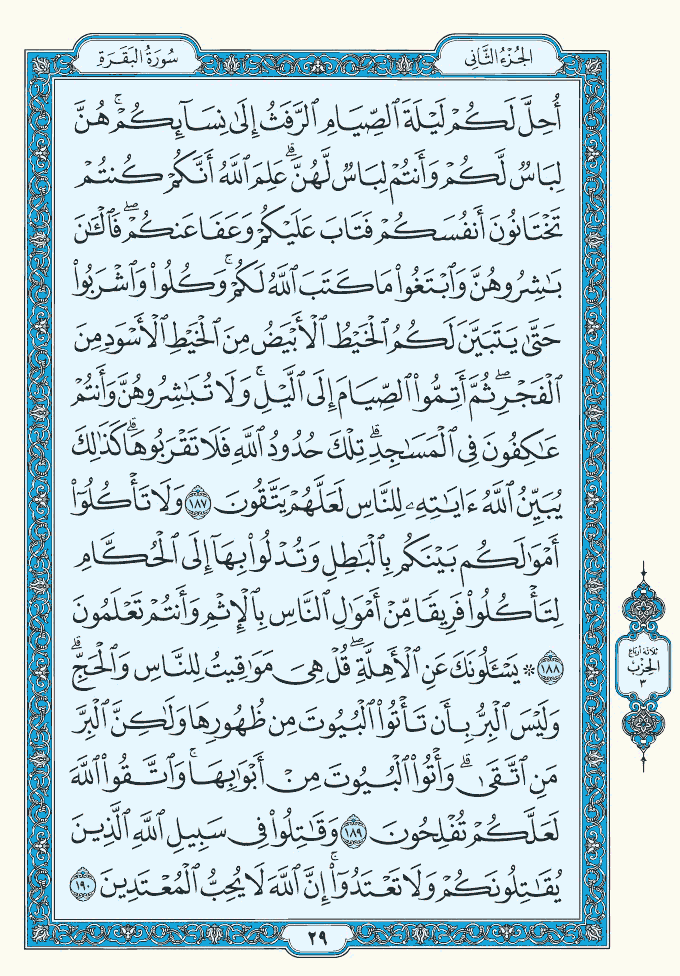 الجُزْءُ الثَّانِي
سُورَةُ البَقَرَةِ
أُحِلَّ لَكُمۡ لَيۡلَةَ ٱلصِّيَامِ ٱلرَّفَثُ إِلَىٰ نِسَآئِكُمۡۚ هُنَّ
لِبَاسٞ لَّكُمۡ وَأَنتُمۡ لِبَاسٞ لَّهُنَّۗ عَلِمَ ٱللَّهُ أَنَّكُمۡ كُنتُمۡ
تَخۡتَانُونَ أَنفُسَكُمۡ فَتَابَ عَلَيۡكُمۡ وَعَفَا عَنكُمۡۖ فَٱلۡـَٰٔنَ
بَٰشِرُوهُنَّ وَٱبۡتَغُواْ مَا كَتَبَ ٱللَّهُ لَكُمۡۚ وَكُلُواْ وَٱشۡرَبُواْ
حَتَّىٰ يَتَبَيَّنَ لَكُمُ ٱلۡخَيۡطُ ٱلۡأَبۡيَضُ مِنَ ٱلۡخَيۡطِ ٱلۡأَسۡوَدِ مِنَ
ٱلۡفَجۡرِۖ ثُمَّ أَتِمُّواْ ٱلصِّيَامَ إِلَى ٱلَّيۡلِۚ وَلَا تُبَٰشِرُوهُنَّ وَأَنتُمۡ
عَٰكِفُونَ فِي ٱلۡمَسَٰجِدِۗ تِلۡكَ حُدُودُ ٱللَّهِ فَلَا تَقۡرَبُوهَاۗ كَذَٰلِكَ
يُبَيِّنُ ٱللَّهُ ءَايَٰتِهِۦ لِلنَّاسِ لَعَلَّهُمۡ يَتَّقُونَ ١٨٧ وَلَا تَأۡكُلُوٓاْ
أَمۡوَٰلَكُم بَيۡنَكُم بِٱلۡبَٰطِلِ وَتُدۡلُواْ بِهَآ إِلَى ٱلۡحُكَّامِ
لِتَأۡكُلُواْ فَرِيقٗا مِّنۡ أَمۡوَٰلِ ٱلنَّاسِ بِٱلۡإِثۡمِ وَأَنتُمۡ تَعۡلَمُونَ
١٨٨ ۞ يَسۡـَٔلُونَكَ عَنِ ٱلۡأَهِلَّةِۖ قُلۡ هِيَ مَوَٰقِيتُ لِلنَّاسِ وَٱلۡحَجِّۗ
وَلَيۡسَ ٱلۡبِرُّ بِأَن تَأۡتُواْ ٱلۡبُيُوتَ مِن ظُهُورِهَا وَلَٰكِنَّ ٱلۡبِرَّ
مَنِ ٱتَّقَىٰۗ وَأۡتُواْ ٱلۡبُيُوتَ مِنۡ أَبۡوَٰبِهَاۚ وَٱتَّقُواْ ٱللَّهَ
لَعَلَّكُمۡ تُفۡلِحُونَ ١٨٩ وَقَٰتِلُواْ فِي سَبِيلِ ٱللَّهِ ٱلَّذِينَ
يُقَٰتِلُونَكُمۡ وَلَا تَعۡتَدُوٓاْۚ إِنَّ ٱللَّهَ لَا يُحِبُّ ٱلۡمُعۡتَدِينَ ١٩٠
ثلاثة أرباع
الحِزْب
٣
٢٩